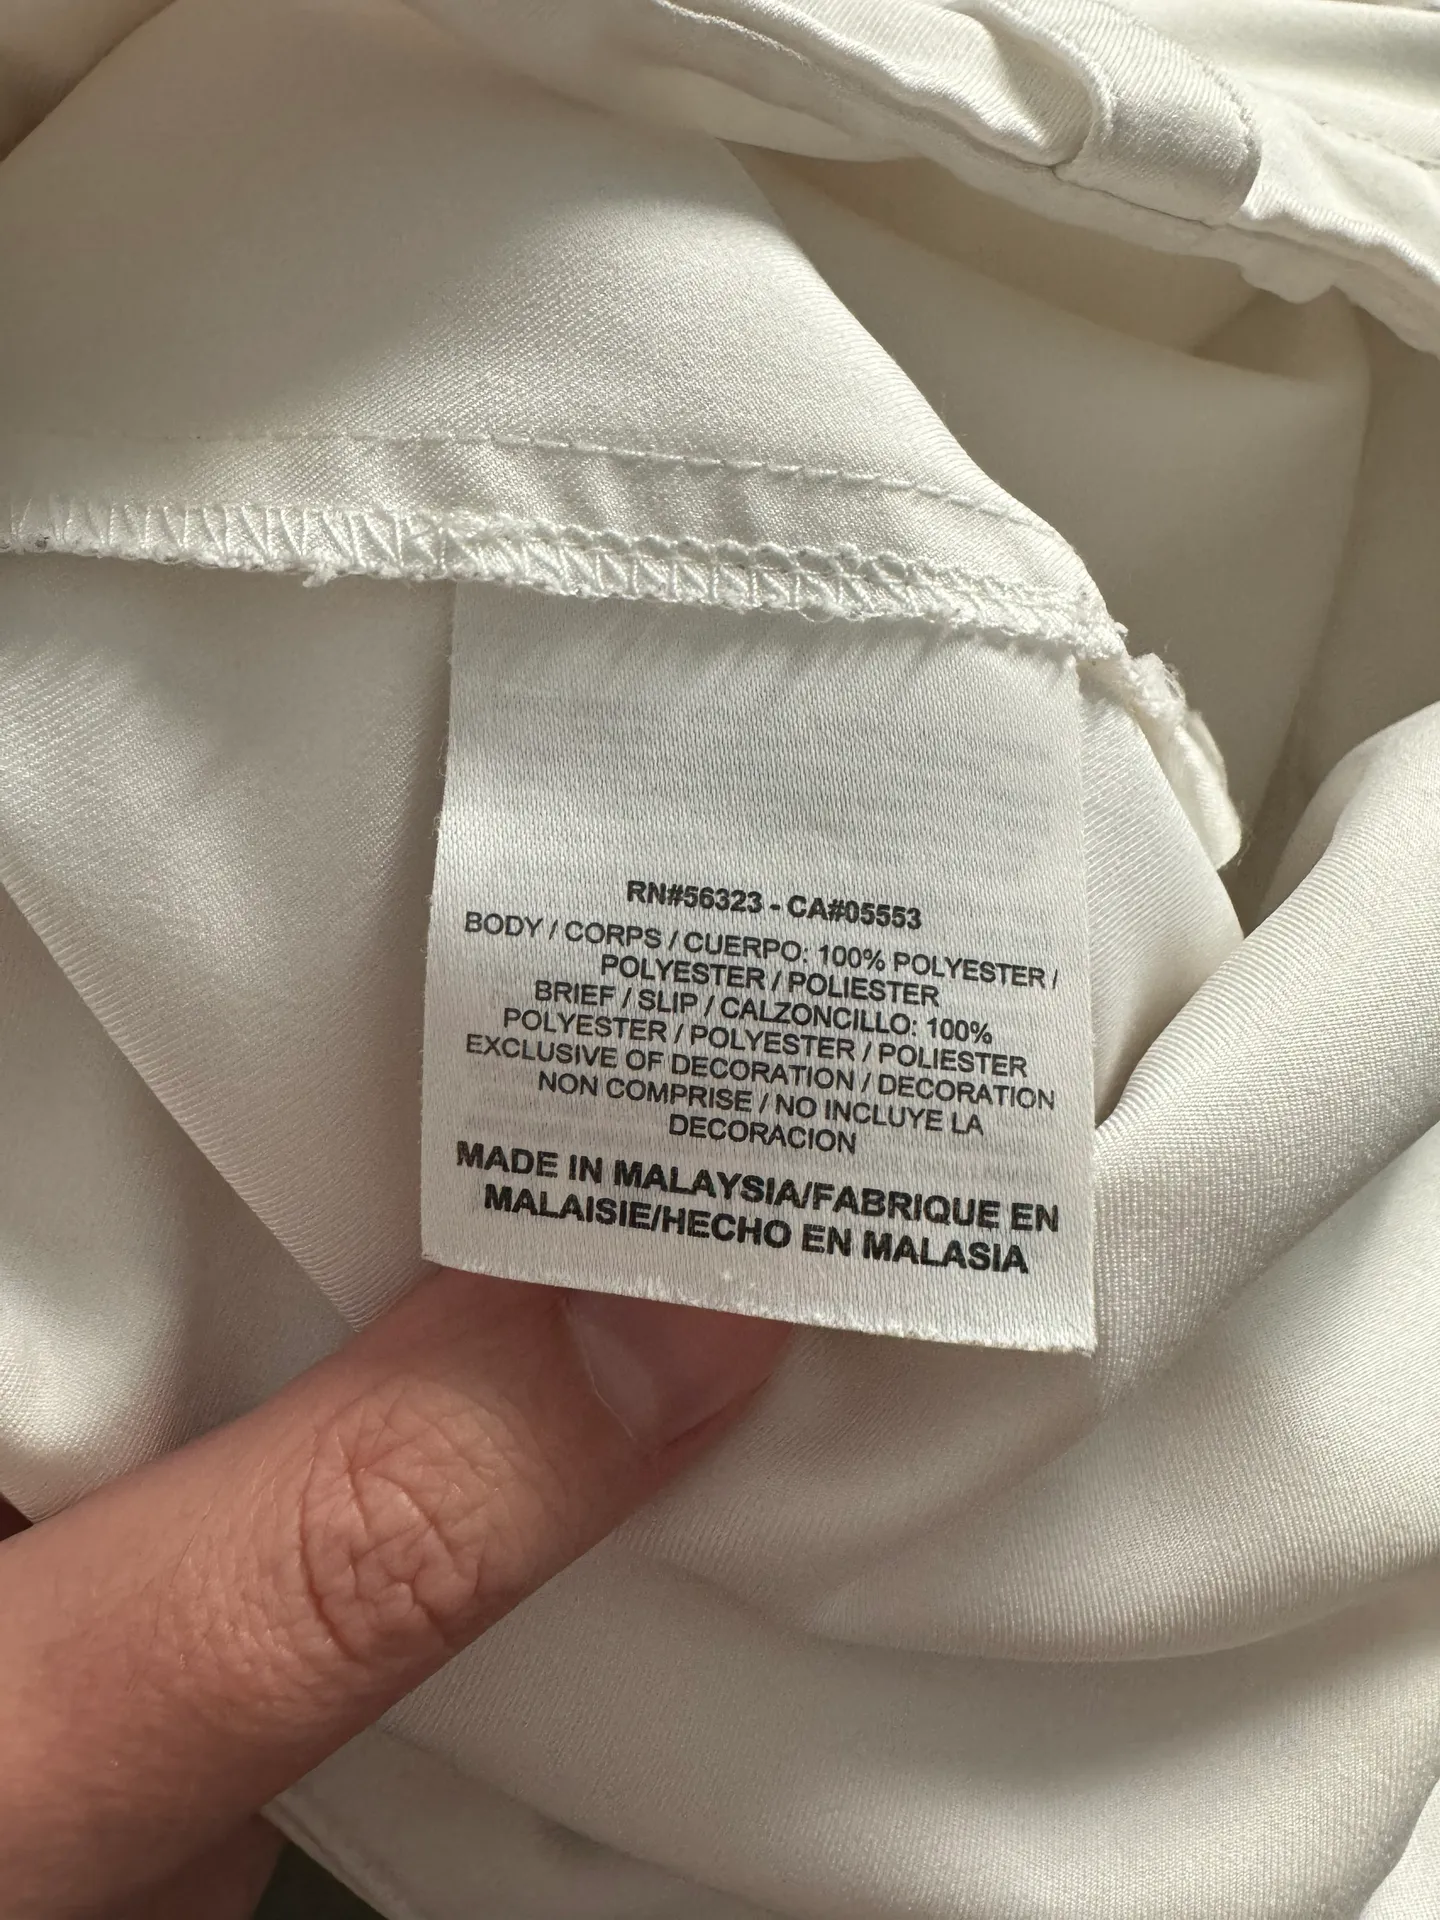 RN#56323 - CA#05553
BODY / CORPS / CUERPO: 100% POLYESTER /
POLYESTER / POLIESTER
BRIEF / SLIP / CALZONCILLO: 100%
POLYESTER / POLYESTER / POLIESTER
EXCLUSIVE OF DECORATION / DECORATION
NON COMPRISE / NO INCLUYE LA
DECORACION
MADE IN MALAYSIA/FABRIQUE EN
MALAISIE/HECHO EN MALASIA